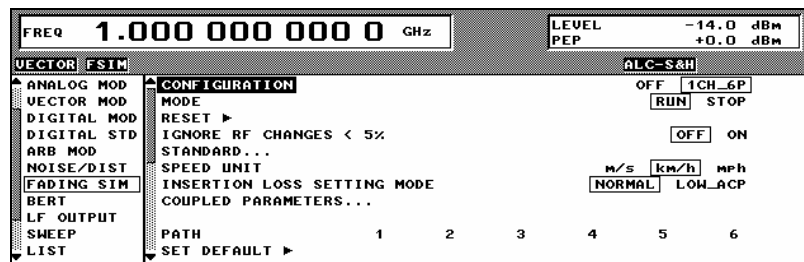 FREQ 1.000 000 000 0 GHz
LEVEL -14.0 dBm
PEP +0.0 dBm
VECTOR FSIM ALC-S&H
ANALOG MOD
VECTOR MOD
DIGITAL MOD
DIGITAL STD
ARB MOD
NOISE/DIST
FADING SIM
BERT
LF OUTPUT
SWEEP
LIST
CONFIGURATION OFF 1CH_6P
MODE RUN STOP
RESET ►
IGNORE RF CHANGES < 5% OFF ON
STANDARD...
SPEED UNIT m/s km/h mph
INSERTION LOSS SETTING MODE NORMAL LOW_ACP
COUPLED PARAMETERS...
PATH 1 2 3 4 5 6
SET DEFAULT ►